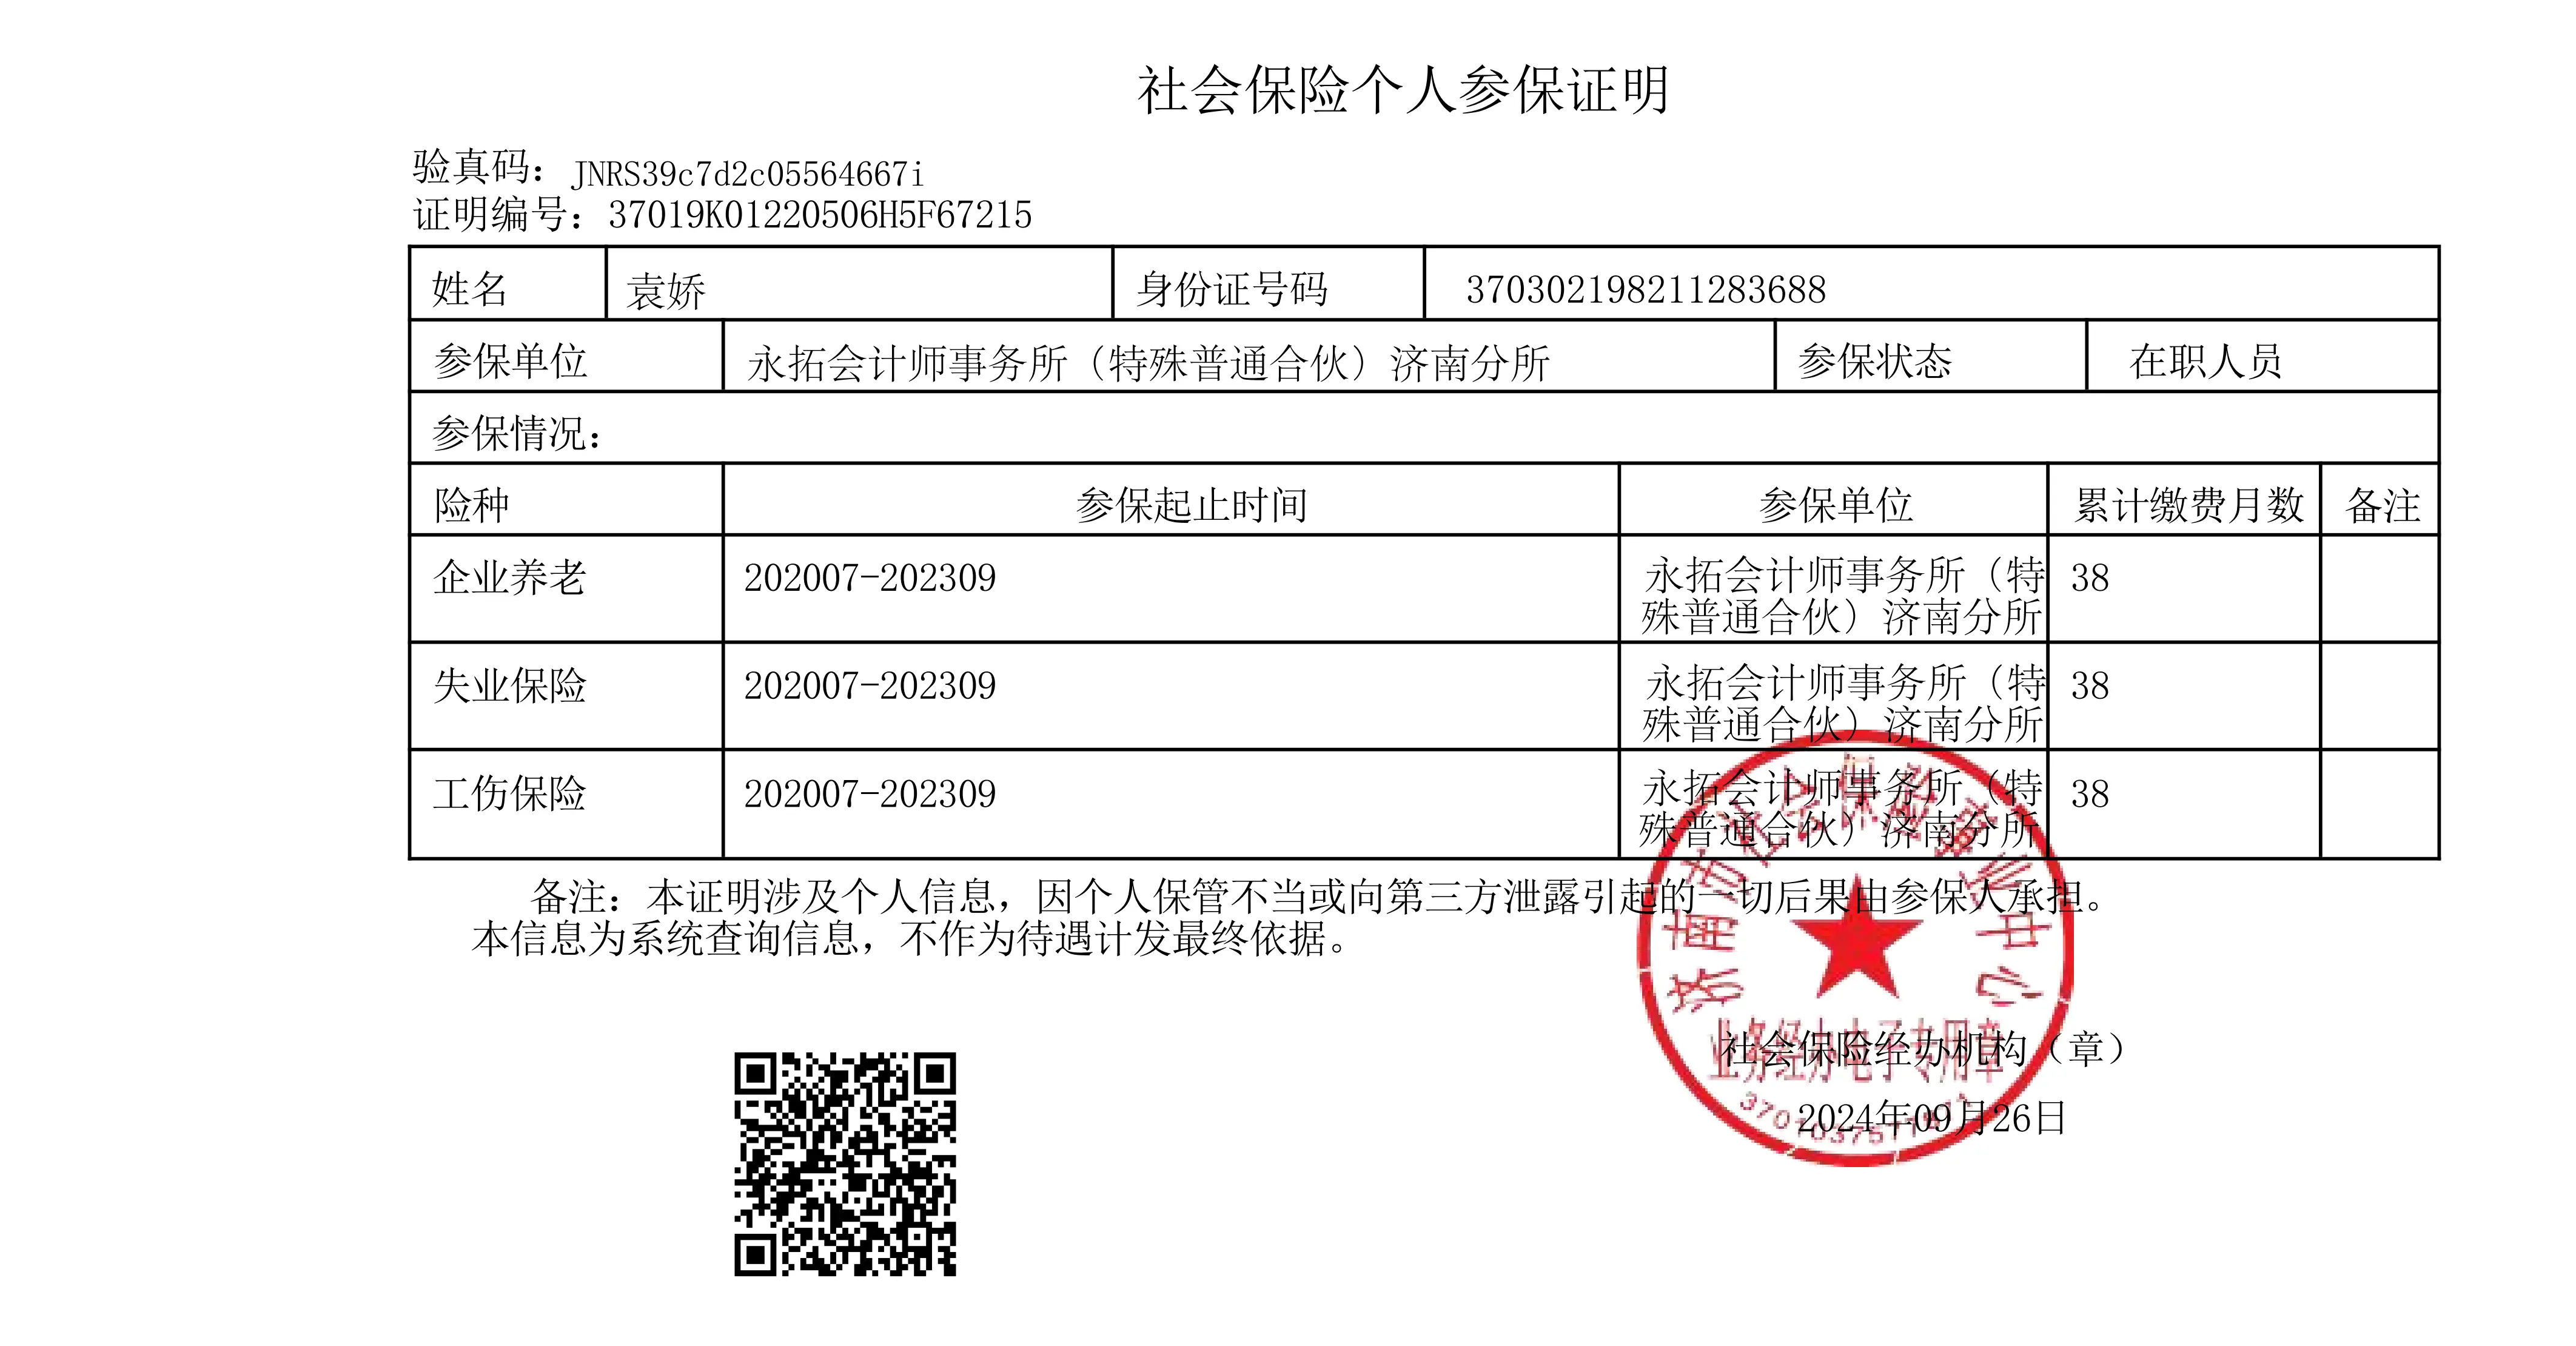 社会保险个人参保证明
验真码：JNRS39c7d2c05564667i
证明编号：37019K01220506H5F67215
姓名 袁娇 身份证号码 370302198211283688
参保单位 永拓会计师事务所（特殊普通合伙）济南分所 参保状态 在职人员
参保情况：
险种 参保起止时间 参保单位 累计缴费月数 备注
企业养老 202007-202309 永拓会计师事务所（特 38
殊普通合伙）济南分所
失业保险 202007-202309 永拓会计师事务所（特 38
殊普通合伙）济南分所
工伤保险 202007-202309 永拓会计师事务所（特 38
殊普通合伙）济南分所
备注：本证明涉及个人信息，因个人保管不当或向第三方泄露引起的一切后果由参保人承担。
本信息为系统查询信息，不作为待遇计发最终依据。
济南市社会保险事业中心
社会保险经办机构（章）
业务经办电子专用章
2024年09月26日